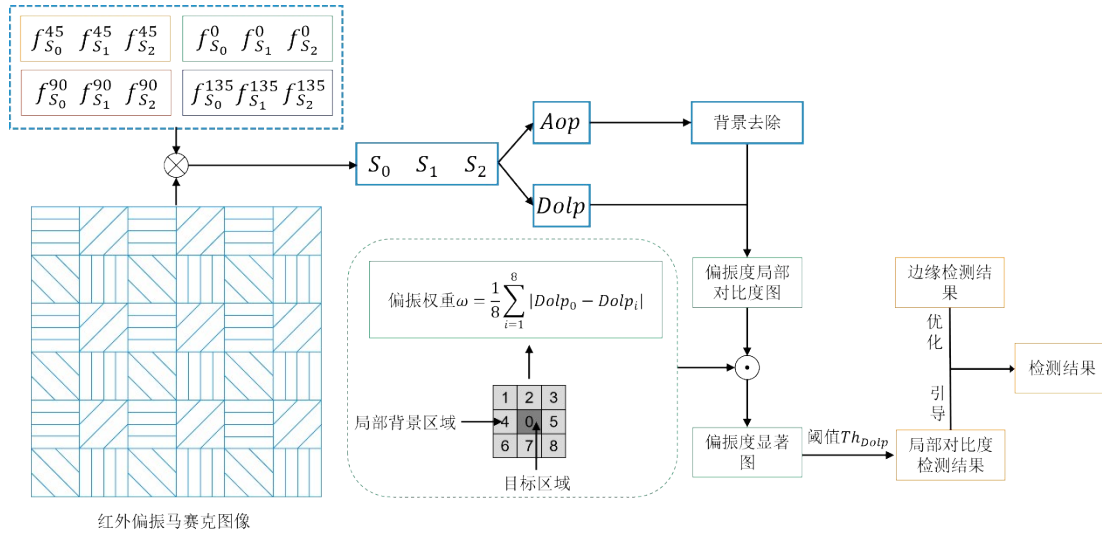 f_{S_0}^{45} f_{S_1}^{45} f_{S_2}^{45}
f_{S_0}^{0} f_{S_1}^{0} f_{S_2}^{0}
f_{S_0}^{90} f_{S_1}^{90} f_{S_2}^{90}
f_{S_0}^{135} f_{S_1}^{135} f_{S_2}^{135}
S_0 S_1 S_2
Aop
背景去除
Dolp
红外偏振马赛克图像
偏振权重ω = \frac{1}{8}\sum_{i=1}^{8}|Dolp_0 − Dolp_i|
1 2 3
4 0 5
6 7 8
局部背景区域
目标区域
偏振度局部
对比度图
偏振度显著
图
阈值Th_{Dolp}
边缘检测结
果
优化
引导
局部对比度
检测结果
检测结果